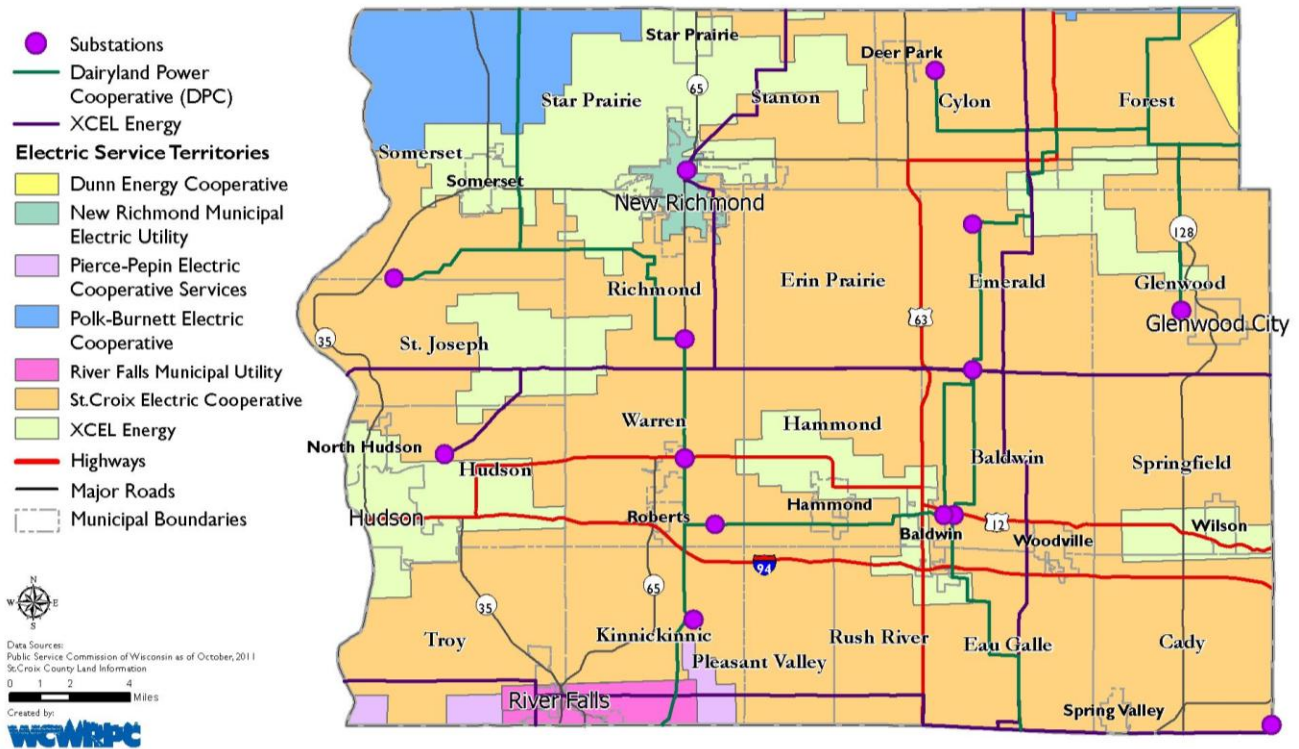 Substations
Dairyland Power
Cooperative (DPC)
XCEL Energy
Electric Service Territories
Dunn Energy Cooperative
New Richmond Municipal
Electric Utility
Pierce-Pepin Electric
Cooperative Services
Polk-Burnett Electric
Cooperative
River Falls Municipal Utility
St.Croix Electric Cooperative
XCEL Energy
Highways
Major Roads
Municipal Boundaries
N
W E
S
Data Sources:
Public Service Commission of Wisconsin as of October, 2011
St.Croix County Land Information
0 1 2 4
Miles
Created by:
wcwrpc
Star Prairie
Deer Park
65
Star Prairie
Stanton
Cylon
Forest
Somerset
Somerset
New Richmond
128
Richmond
Erin Prairie
Emerald
Glenwood
63
Glenwood City
35
St. Joseph
Warren
Hammond
North Hudson
Hudson
Baldwin
Springfield
Hudson
Roberts
Hammond
Baldwin
12
Woodville
Wilson
94
65
35
Troy
Kinnickinnic
Rush River
Eau Galle
Cady
Pleasant Valley
River Falls
Spring Valley